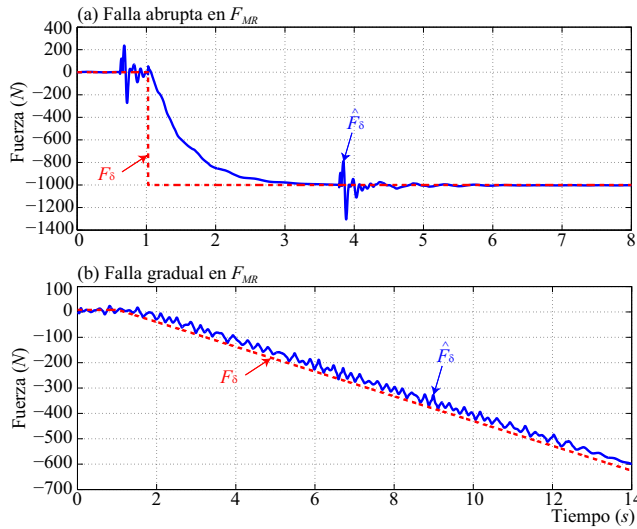 (a) Falla abrupta en F_MR
400
200
0
−200
−400
−600
−800
−1000
−1200
−1400
Fuerza (N)
F_δ
F̂_δ
0 1 2 3 4 5 6 7 8
(b) Falla gradual en F_MR
100
0
−100
−200
−300
−400
−500
−600
−700
Fuerza (N)
F_δ
F̂_δ
0 2 4 6 8 10 12 14
Tiempo (s)